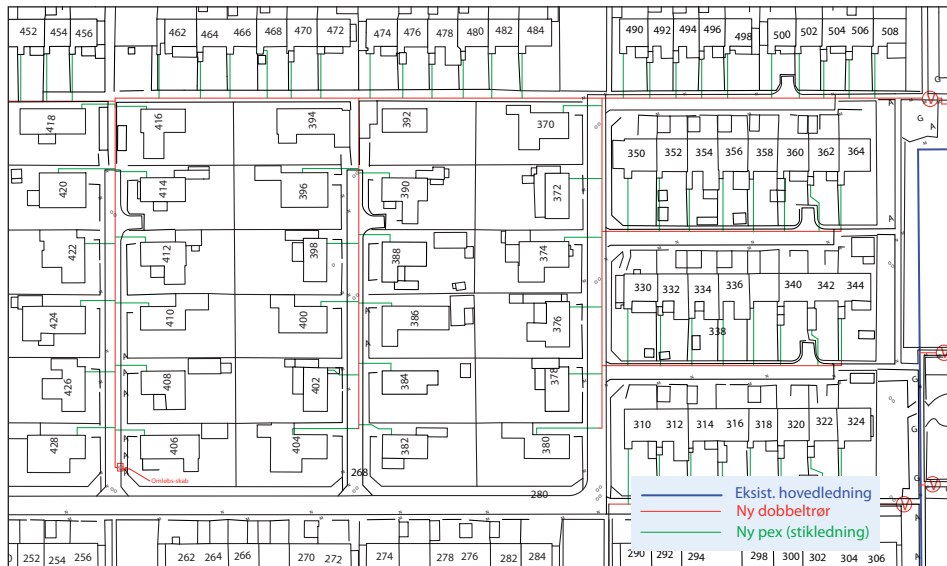 452 454 456 462 464 466 468 470 472 474 476 478 480 482 484 490 492 494 496 498 500 502 504 506 508
V
G
A G
A
418 416 394 392 370
350 352 354 356 358 360 362 364
420 414 396 390 372
A
422 412 398 388 374
330 332 334 336 340 342 344
338
424 410 400 386 376
A
A
V
426 408 402 384 378
A
G
G
A
310 312 314 316 318 320 322 324
428 406 404 382 380
A
A
G
G
A
Omløbs-skab
268
280
V
V
A
Eksist. hovedledning
Ny dobbeltrør
Ny pex (stikledning)
0 252 254 256 262 264 266 270 272 274 278 276 282 284 290 292 294 298 300 302 304 306
A